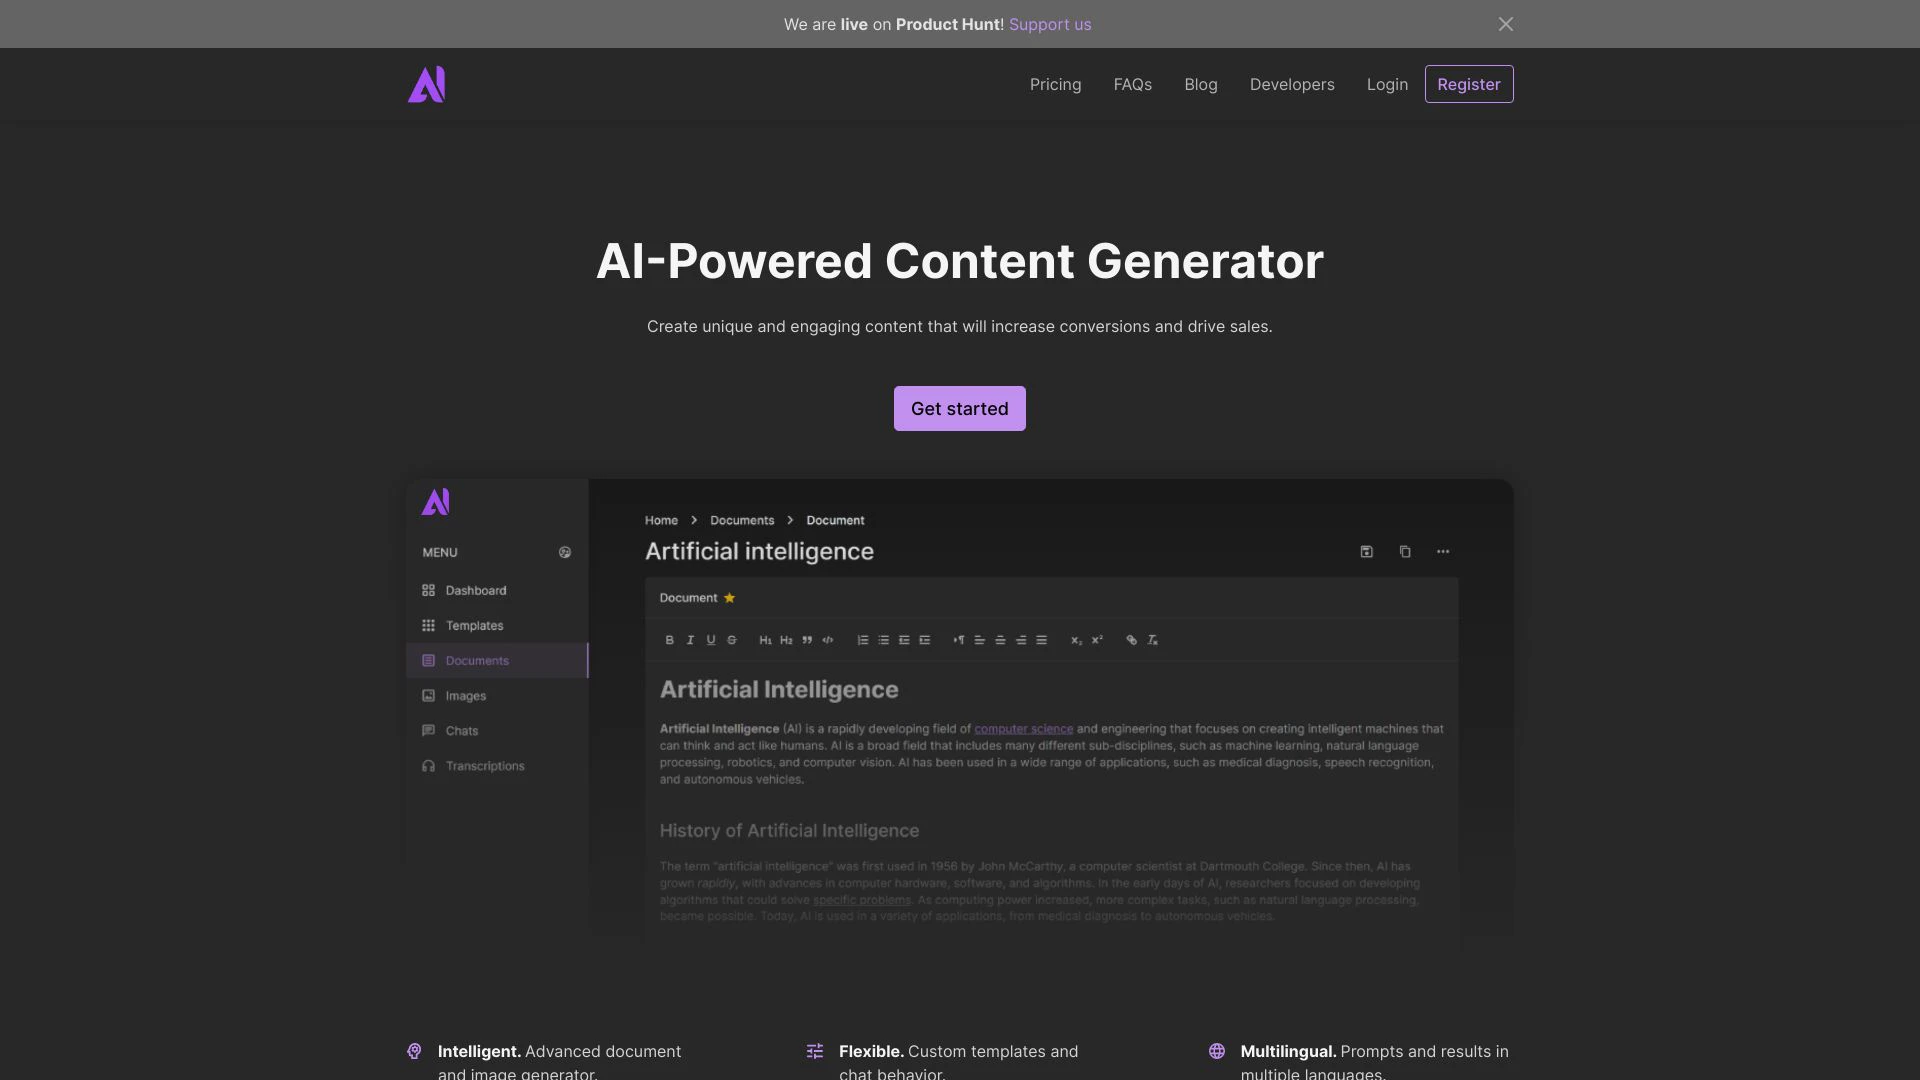 We are live on Product Hunt! Support us
Pricing
FAQs
Blog
Developers
Login
Register
AI-Powered Content Generator
Create unique and engaging content that will increase conversions and drive sales.
Get started
MENU
Dashboard
Templates
Documents
Images
Chats
Transcriptions
Home > Documents > Document
Artificial intelligence
Document
B I U S H1 H2 ” </> x₂ x²
Artificial Intelligence
Artificial Intelligence (AI) is a rapidly developing field of computer science and engineering that focuses on creating intelligent machines that
can think and act like humans. AI is a broad field that includes many different sub-disciplines, such as machine learning, natural language
processing, robotics, and computer vision. AI has been used in a wide range of applications, such as medical diagnosis, speech recognition,
and autonomous vehicles.
History of Artificial Intelligence
The term "artificial intelligence" was first used in 1956 by John McCarthy, a computer scientist at Dartmouth College. Since then, AI has
grown rapidly, with advances in computer hardware, software, and algorithms. In the early days of AI, researchers focused on developing
algorithms that could solve specific problems. As computing power increased, more complex tasks, such as natural language processing,
became possible. Today, AI is used in a variety of applications, from medical diagnosis to autonomous vehicles.
Intelligent. Advanced document
and image generator.
Flexible. Custom templates and
chat behavior.
Multilingual. Prompts and results in
multiple languages.